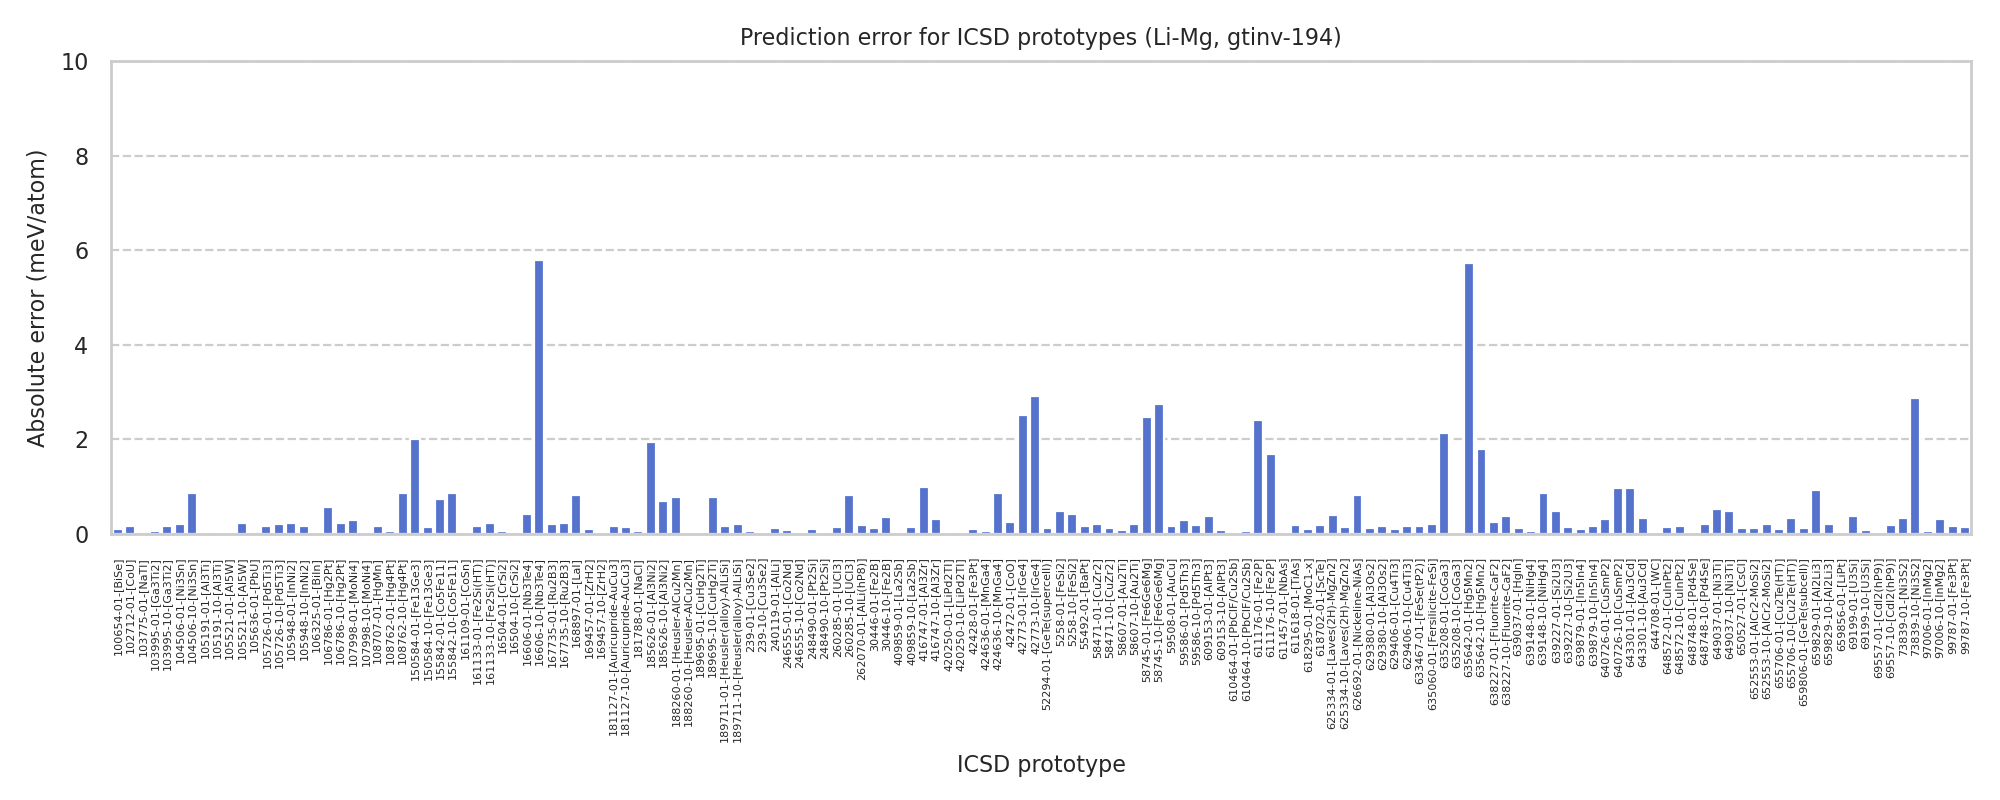 Prediction error for ICSD prototypes (Li-Mg, gtinv-194)
Absolute error (meV/atom)
10
8
6
4
2
0
100654-01-[BiSe]
102712-01-[CoU]
103775-01-[NaTl]
103995-01-[Ga3Ti2]
103995-10-[Ga3Ti2]
104506-01-[Ni3Sn]
104506-10-[Ni3Sn]
105191-01-[Al3Ti]
105191-10-[Al3Ti]
105521-01-[Al5W]
105521-10-[Al5W]
105636-01-[PbU]
105726-01-[Pd5Ti3]
105726-10-[Pd5Ti3]
105948-01-[InNi2]
105948-10-[InNi2]
106325-01-[BiIn]
106786-01-[Hg2Pt]
106786-10-[Hg2Pt]
107998-01-[MoNi4]
107998-10-[MoNi4]
108707-01-[HgMn]
108762-01-[Hg4Pt]
108762-10-[Hg4Pt]
150584-01-[Fe13Ge3]
150584-10-[Fe13Ge3]
155842-01-[Co5Fe11]
155842-10-[Co5Fe11]
161109-01-[CoSn]
161133-01-[Fe2Si(HT)]
161133-10-[Fe2Si(HT)]
16504-01-[CrSi2]
16504-10-[CrSi2]
16606-01-[Nb3Te4]
16606-10-[Nb3Te4]
167735-01-[Ru2B3]
167735-10-[Ru2B3]
168897-01-[LaI]
169457-01-[ZrH2]
169457-10-[ZrH2]
181127-01-[Auricupride-AuCu3]
181127-10-[Auricupride-AuCu3]
181788-01-[NaCl]
185626-01-[Al3Ni2]
185626-10-[Al3Ni2]
188260-01-[Heusler-AlCu2Mn]
188260-10-[Heusler-AlCu2Mn]
189695-01-[CuHg2Ti]
189695-10-[CuHg2Ti]
189711-01-[Heusler(alloy)-AlLiSi]
189711-10-[Heusler(alloy)-AlLiSi]
239-01-[Cu3Se2]
239-10-[Cu3Se2]
240119-01-[AlLi]
246555-01-[Co2Nd]
246555-10-[Co2Nd]
248490-01-[Pt2Si]
248490-10-[Pt2Si]
260285-01-[UCl3]
260285-10-[UCl3]
262070-01-[AlLi(hP8)]
30446-01-[Fe2B]
30446-10-[Fe2B]
409859-01-[La2Sb]
409859-10-[La2Sb]
416747-01-[Al3Zr]
416747-10-[Al3Zr]
420250-01-[LiPd2Tl]
420250-10-[LiPd2Tl]
42428-01-[Fe3Pt]
424636-01-[MnGa4]
424636-10-[MnGa4]
42472-01-[CoO]
42773-01-[IrGe4]
42773-10-[IrGe4]
52294-01-[GeTe(supercell)]
5258-01-[FeSi2]
5258-10-[FeSi2]
55492-01-[BaPt]
58471-01-[CuZr2]
58471-10-[CuZr2]
58607-01-[Au2Ti]
58607-10-[Au2Ti]
58745-01-[Fe6Ge6Mg]
58745-10-[Fe6Ge6Mg]
59508-01-[AuCu]
59586-01-[Pd5Th3]
59586-10-[Pd5Th3]
609153-01-[AlPt3]
609153-10-[AlPt3]
610464-01-[PbClF/Cu2Sb]
610464-10-[PbClF/Cu2Sb]
611176-01-[Fe2P]
611176-10-[Fe2P]
611457-01-[NbAs]
611618-01-[TiAs]
618295-01-[MoC1-x]
618702-01-[ScTe]
625334-01-[Laves(2H)-MgZn2]
625334-10-[Laves(2H)-MgZn2]
626692-01-[Nickeline-NiAs]
629380-01-[Al3Os2]
629380-10-[Al3Os2]
629406-01-[Cu4Ti3]
629406-10-[Cu4Ti3]
633467-01-[FeSe(tP2)]
635060-01-[Fersilicite-FeSi]
635208-01-[CoGa3]
635208-10-[CoGa3]
635642-01-[Hg5Mn2]
635642-10-[Hg5Mn2]
638227-01-[Fluorite-CaF2]
638227-10-[Fluorite-CaF2]
639037-01-[HgIn]
639148-01-[NiHg4]
639148-10-[NiHg4]
639227-01-[Si2U3]
639227-10-[Si2U3]
639879-01-[In5In4]
639879-10-[In5In4]
640726-01-[CuSmP2]
640726-10-[CuSmP2]
643301-01-[Au3Cd]
643301-10-[Au3Cd]
644708-01-[WC]
648572-01-[CuInPt2]
648572-10-[CuInPt2]
648748-01-[Pd4Se]
648748-10-[Pd4Se]
649037-01-[Ni3Ti]
649037-10-[Ni3Ti]
650527-01-[CsCl]
652553-01-[AlCr2-MoSi2]
652553-10-[AlCr2-MoSi2]
655706-01-[Cu2Te(HT)]
655706-10-[Cu2Te(HT)]
659806-01-[GeTe(subcell)]
659829-01-[Al2Li3]
659829-10-[Al2Li3]
659856-01-[LiPt]
69199-01-[U3Si]
69199-10-[U3Si]
69557-01-[CdI2(hP9)]
69557-10-[CdI2(hP9)]
73839-01-[Ni3S2]
73839-10-[Ni3S2]
97006-01-[InMg2]
97006-10-[InMg2]
99787-01-[Fe3Pt]
99787-10-[Fe3Pt]
ICSD prototype